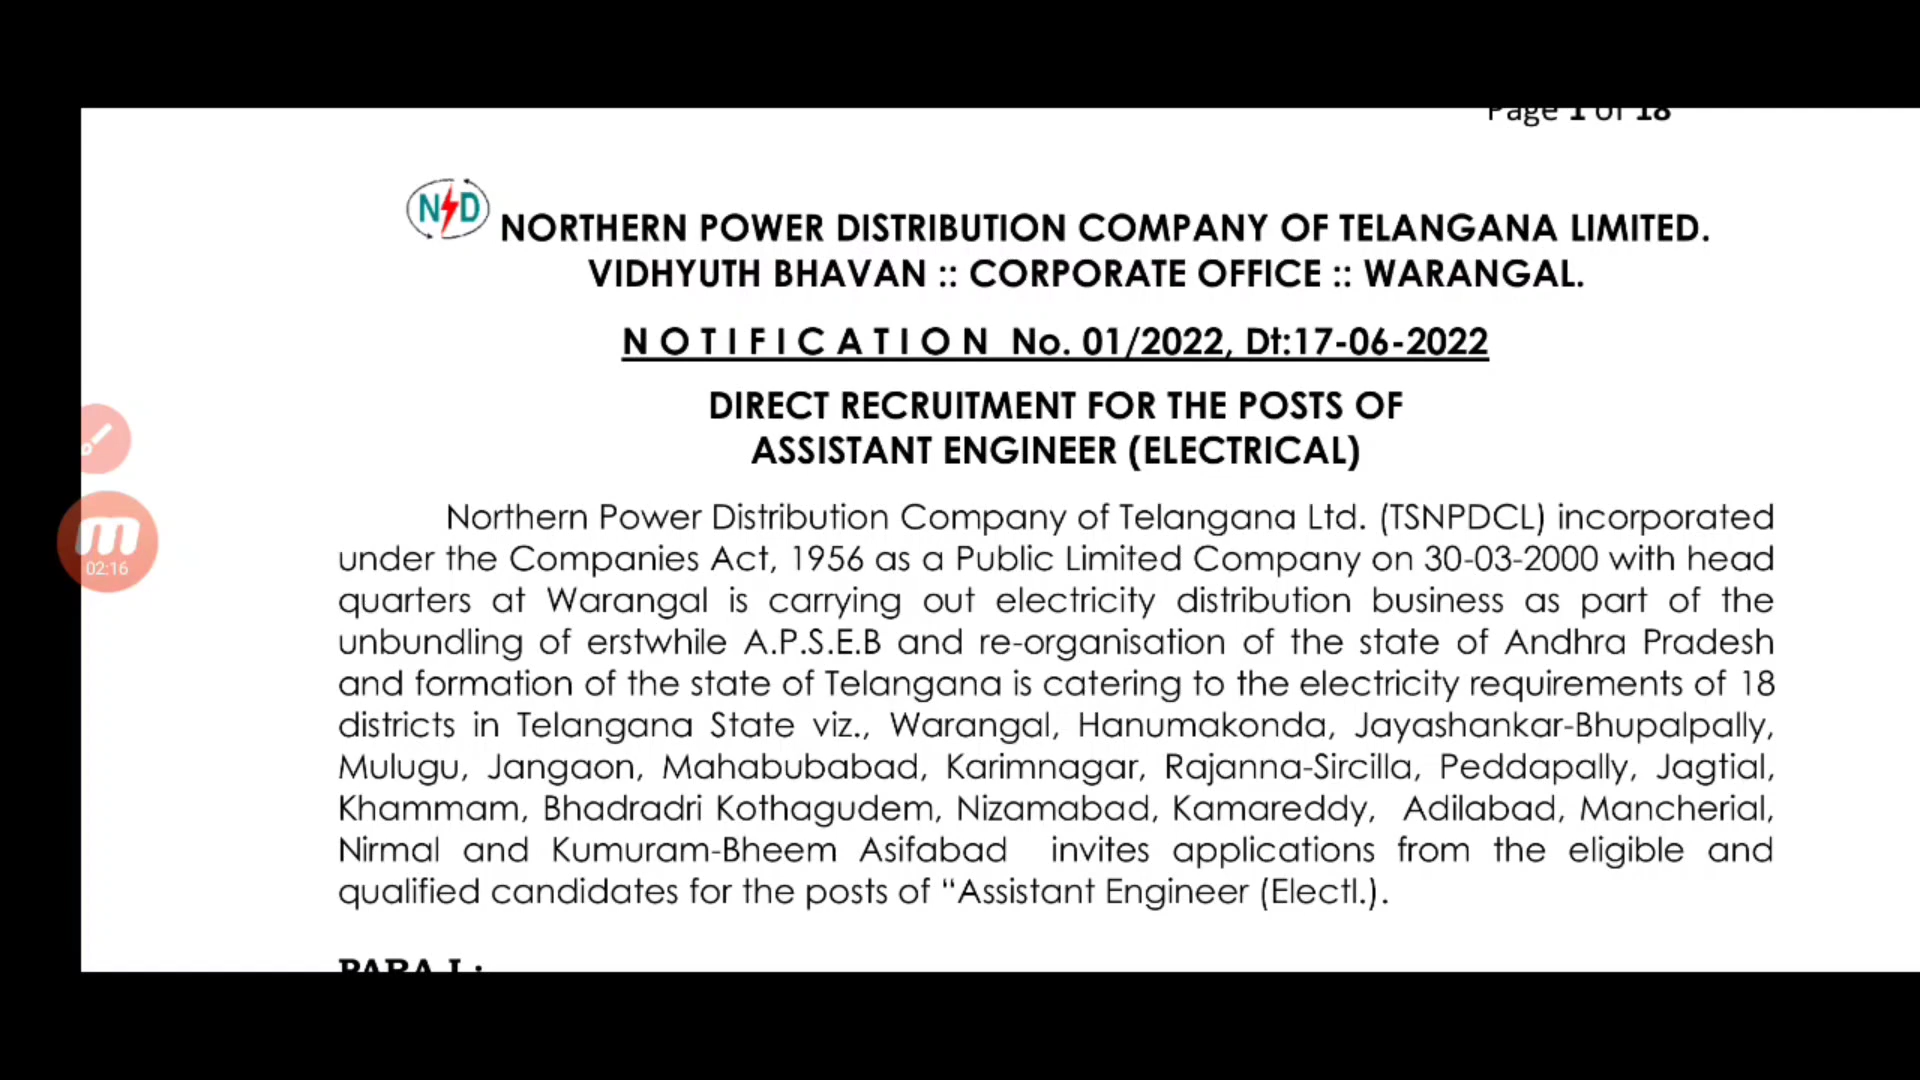 Page 1 of 18
N D
NORTHERN POWER DISTRIBUTION COMPANY OF TELANGANA LIMITED.
VIDHYUTH BHAVAN :: CORPORATE OFFICE :: WARANGAL.
N O T I F I C A T I O N No. 01/2022, Dt:17-06-2022
DIRECT RECRUITMENT FOR THE POSTS OF
ASSISTANT ENGINEER (ELECTRICAL)
Northern Power Distribution Company of Telangana Ltd. (TSNPDCL) incorporated
under the Companies Act, 1956 as a Public Limited Company on 30-03-2000 with head
quarters at Warangal is carrying out electricity distribution business as part of the
unbundling of erstwhile A.P.S.E.B and re-organisation of the state of Andhra Pradesh
and formation of the state of Telangana is catering to the electricity requirements of 18
districts in Telangana State viz., Warangal, Hanumakonda, Jayashankar-Bhupalpally,
Mulugu, Jangaon, Mahabubabad, Karimnagar, Rajanna-Sircilla, Peddapally, Jagtial,
Khammam, Bhadradri Kothagudem, Nizamabad, Kamareddy, Adilabad, Mancherial,
Nirmal and Kumuram-Bheem Asifabad invites applications from the eligible and
qualified candidates for the posts of “Assistant Engineer (Electl.).
PARA I :
m
02:16